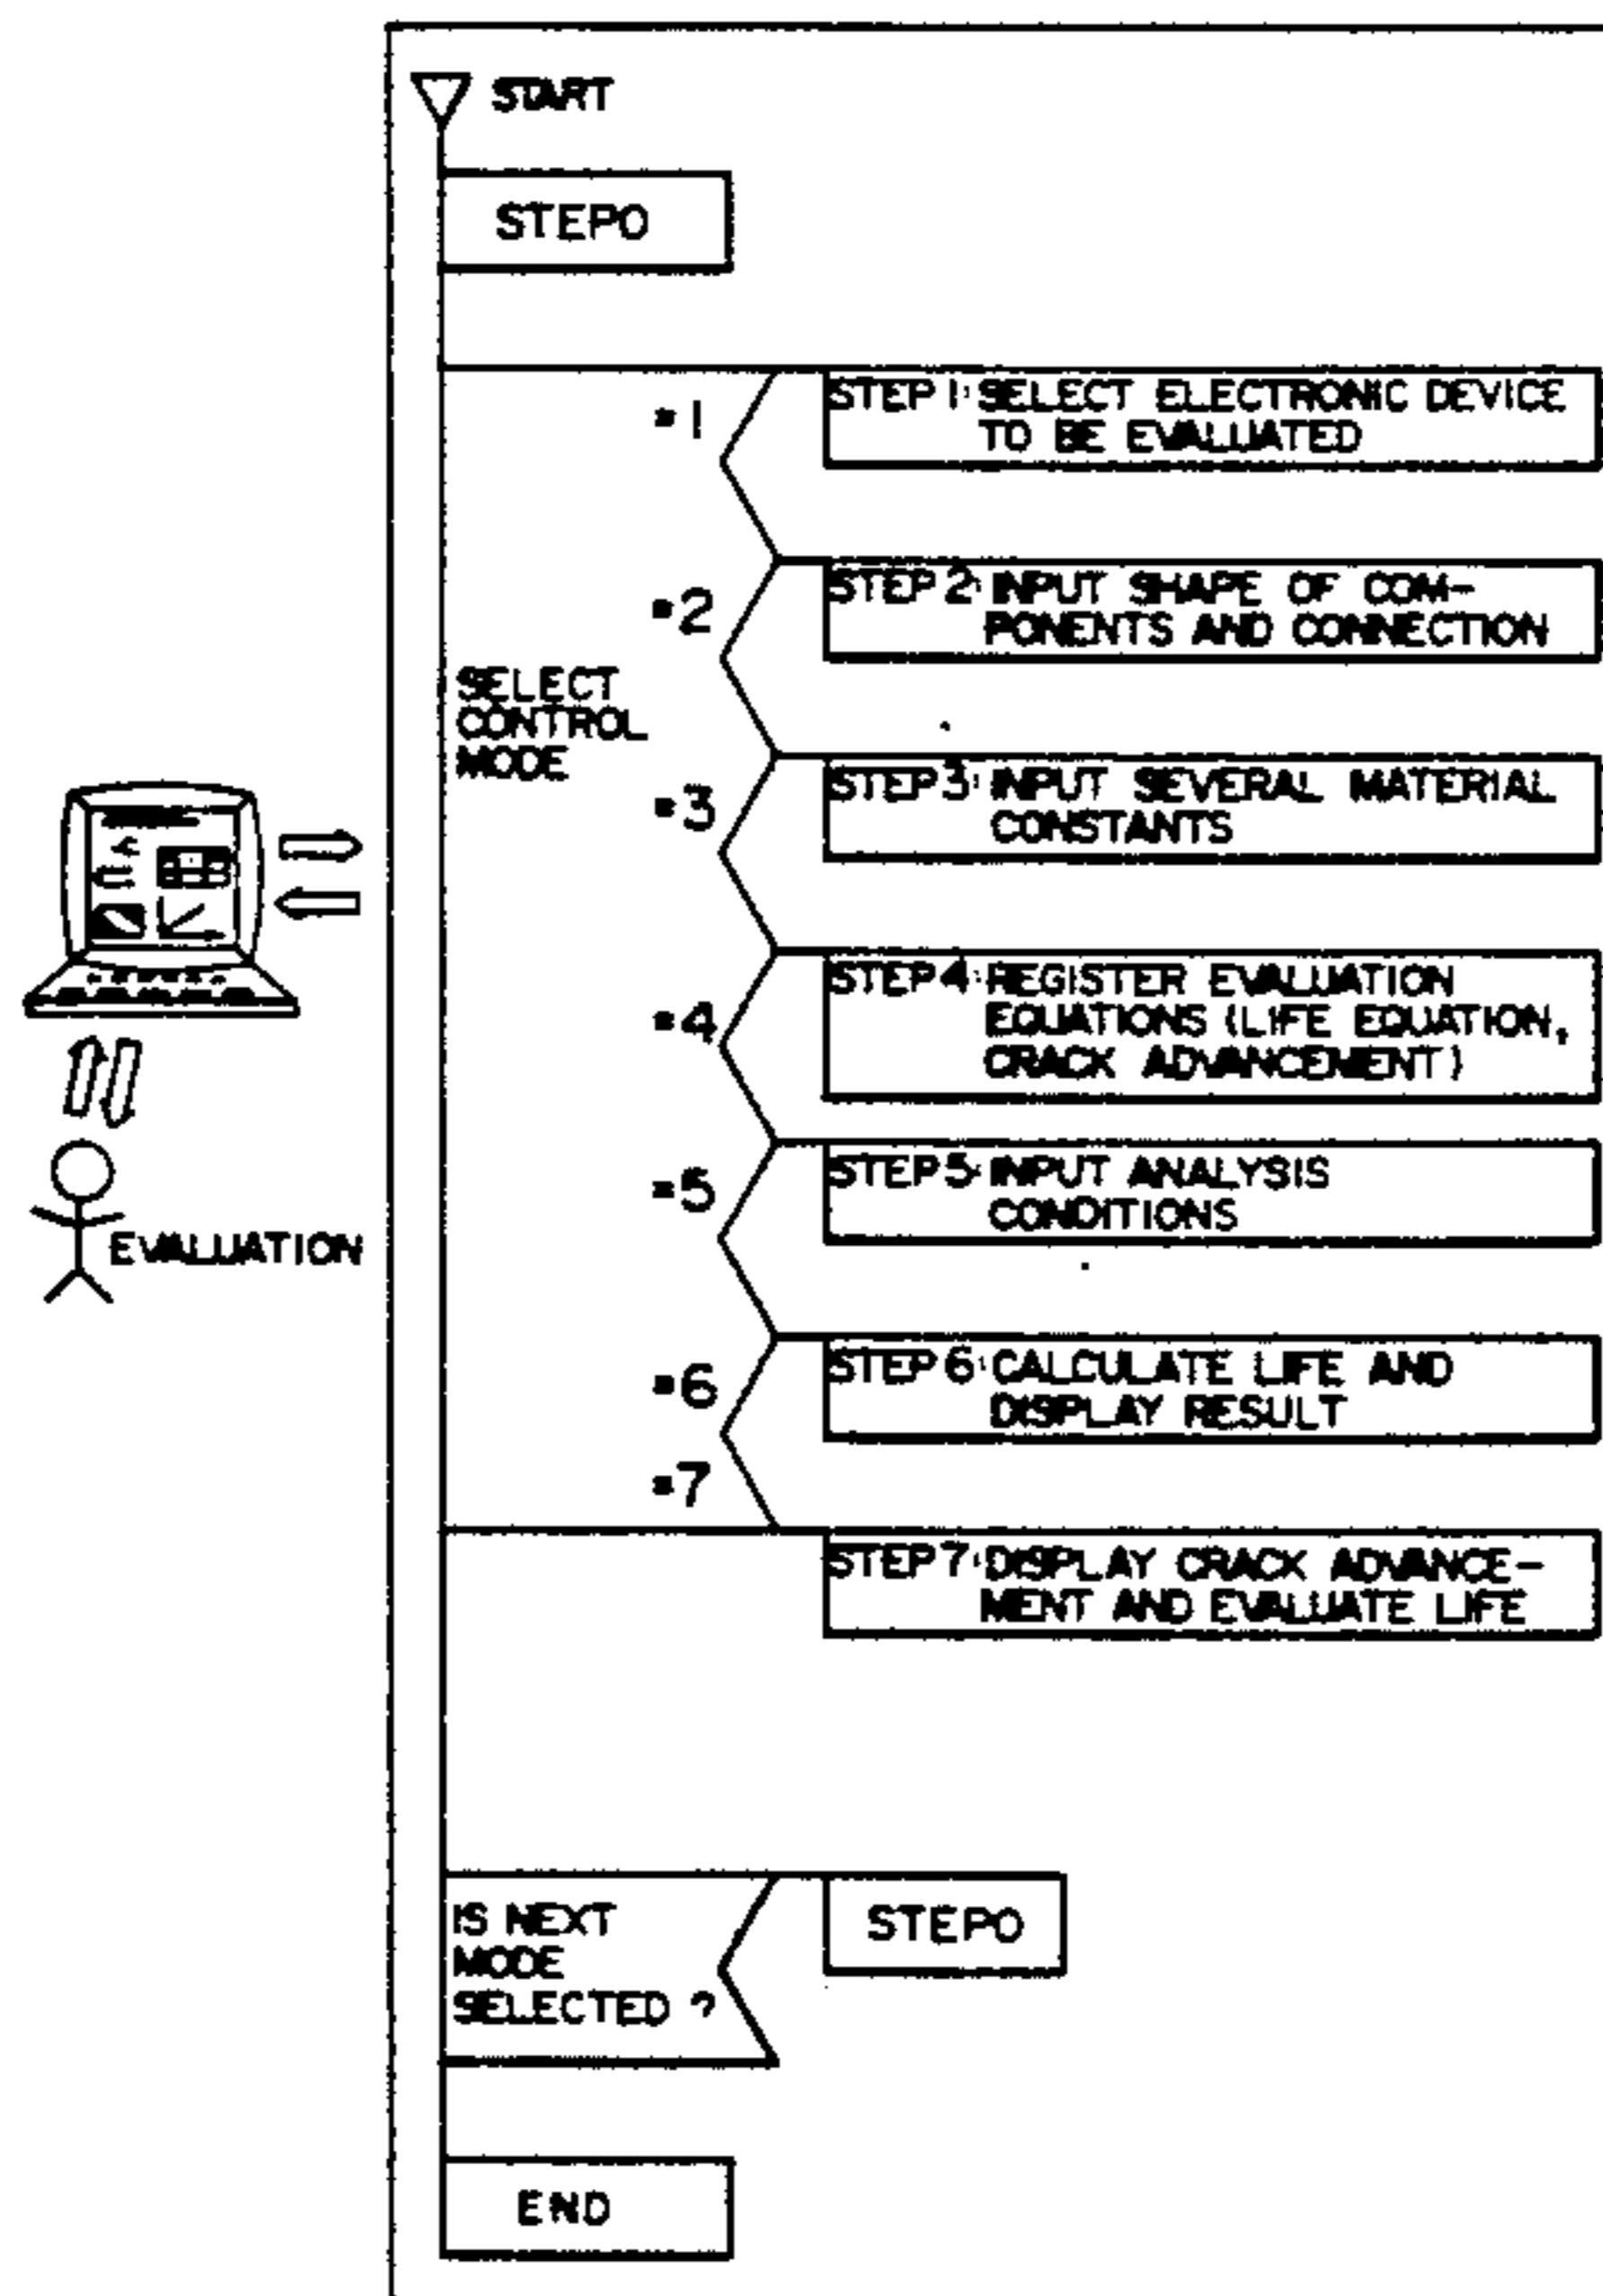 START
STEP0
=1
STEP 1: SELECT ELECTRONIC DEVICE
TO BE EVALUATED
=2
STEP 2: INPUT SHAPE OF COM-
PONENTS AND CONNECTION
SELECT
CONTROL
MODE
=3
STEP 3: INPUT SEVERAL MATERIAL
CONSTANTS
=4
STEP 4: REGISTER EVALUATION
EQUATIONS (LIFE EQUATION,
CRACK ADVANCEMENT)
=5
STEP 5: INPUT ANALYSIS
CONDITIONS
EVALUATION
=6
STEP 6: CALCULATE LIFE AND
DISPLAY RESULT
=7
STEP 7: DISPLAY CRACK ADVANCE-
MENT AND EVALUATE LIFE
IS NEXT
MODE
SELECTED ?
STEP0
END